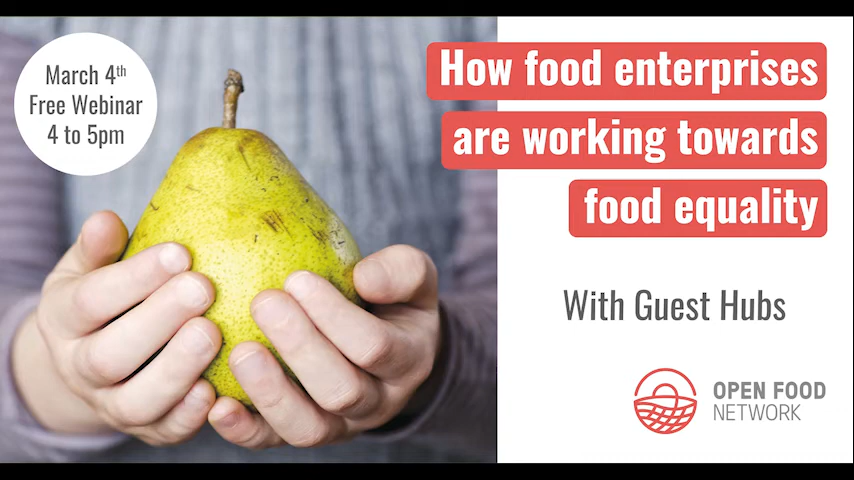 March 4th
Free Webinar
4 to 5pm
How food enterprises
are working towards
food equality
With Guest Hubs
OPEN FOOD
NETWORK